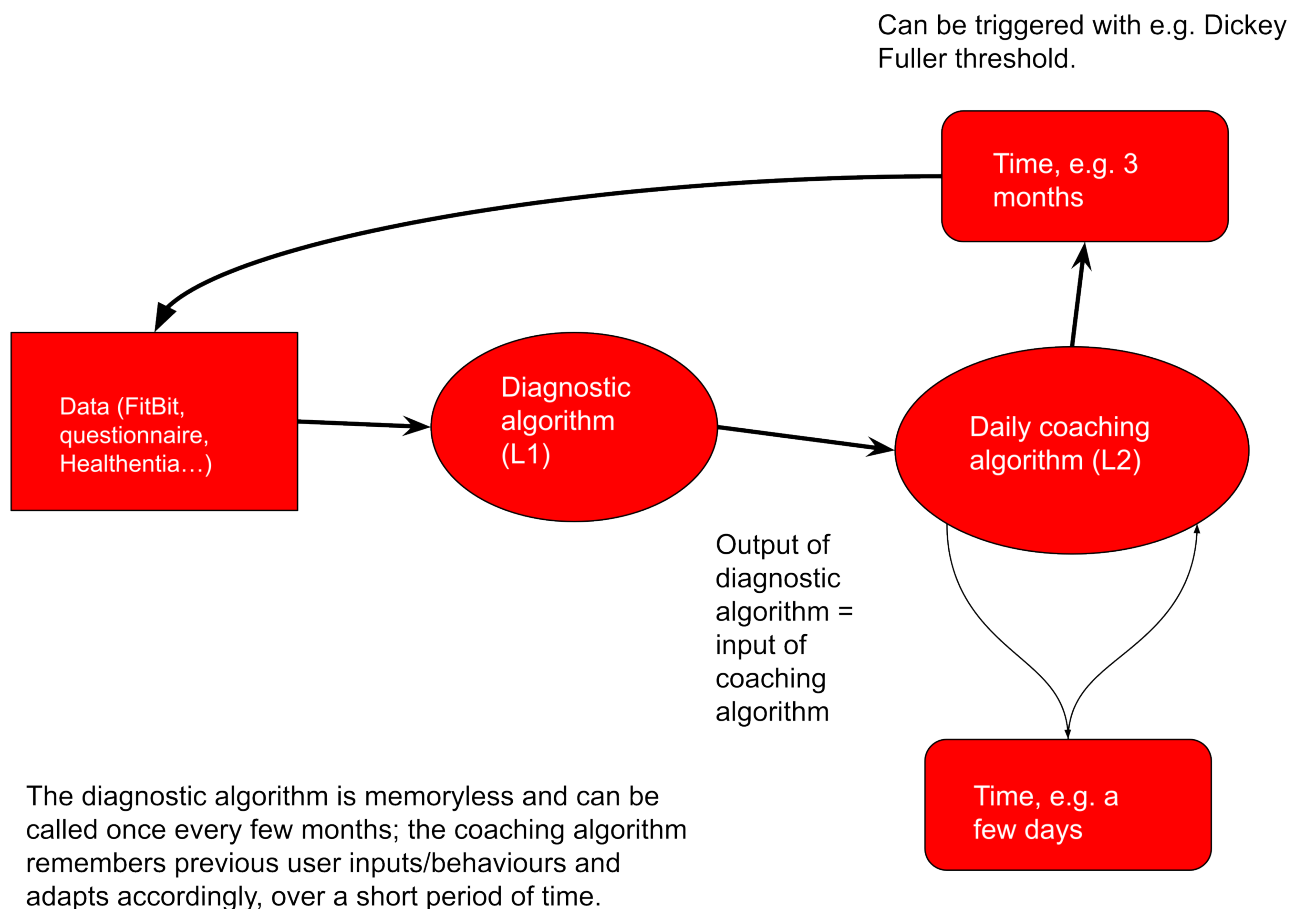 Can be triggered with e.g. Dickey
Fuller threshold.
Time, e.g. 3
months
Data (FitBit,
questionnaire,
Healthentia…)
Diagnostic
algorithm
(L1)
Daily coaching
algorithm (L2)
Output of
diagnostic
algorithm =
input of
coaching
algorithm
Time, e.g. a
few days
The diagnostic algorithm is memoryless and can be
called once every few months; the coaching algorithm
remembers previous user inputs/behaviours and
adapts accordingly, over a short period of time.